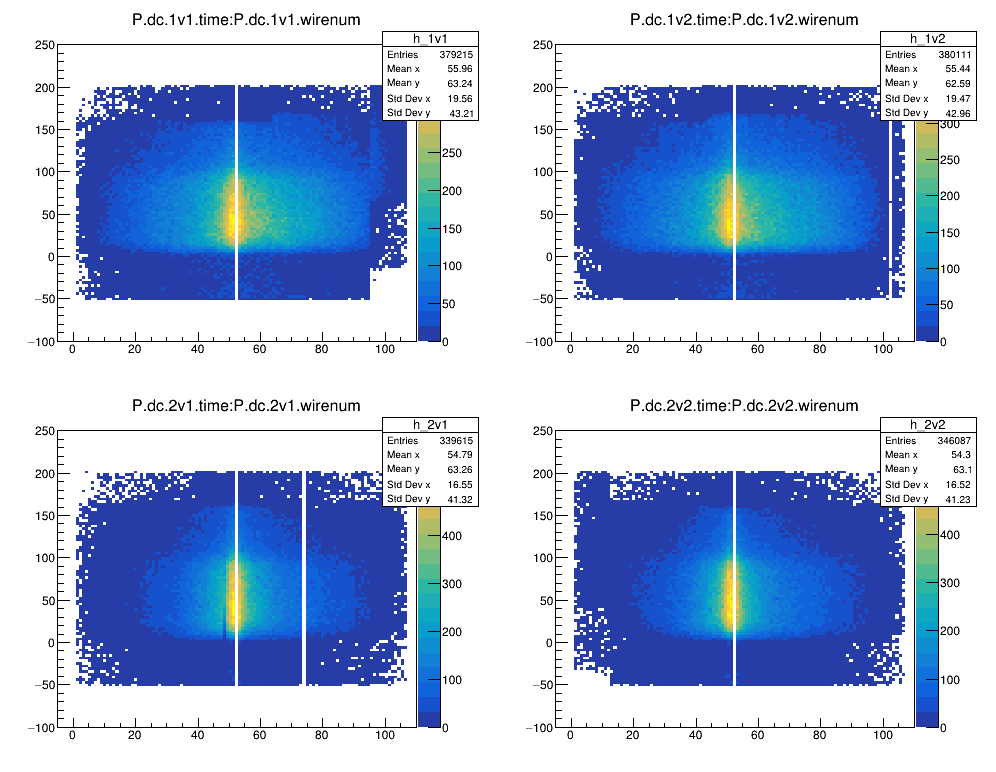 P.dc.1v1.time:P.dc.1v1.wirenum
h_1v1
Entries 379215
Mean x 55.96
Mean y 63.24
Std Dev x 19.56
Std Dev y 43.21
250
200
150
100
50
0
−50
−100
0 20 40 60 80 100
250
200
150
100
50
0
P.dc.1v2.time:P.dc.1v2.wirenum
h_1v2
Entries 380111
Mean x 55.44
Mean y 62.59
Std Dev x 19.47
Std Dev y 42.96
250
200
150
100
50
0
−50
−100
0 20 40 60 80 100
300
250
200
150
100
50
0
P.dc.2v1.time:P.dc.2v1.wirenum
h_2v1
Entries 339615
Mean x 54.79
Mean y 63.26
Std Dev x 16.55
Std Dev y 41.32
250
200
150
100
50
0
−50
−100
0 20 40 60 80 100
400
300
200
100
0
P.dc.2v2.time:P.dc.2v2.wirenum
h_2v2
Entries 346087
Mean x 54.3
Mean y 63.1
Std Dev x 16.52
Std Dev y 41.23
250
200
150
100
50
0
−50
−100
0 20 40 60 80 100
400
300
200
100
0